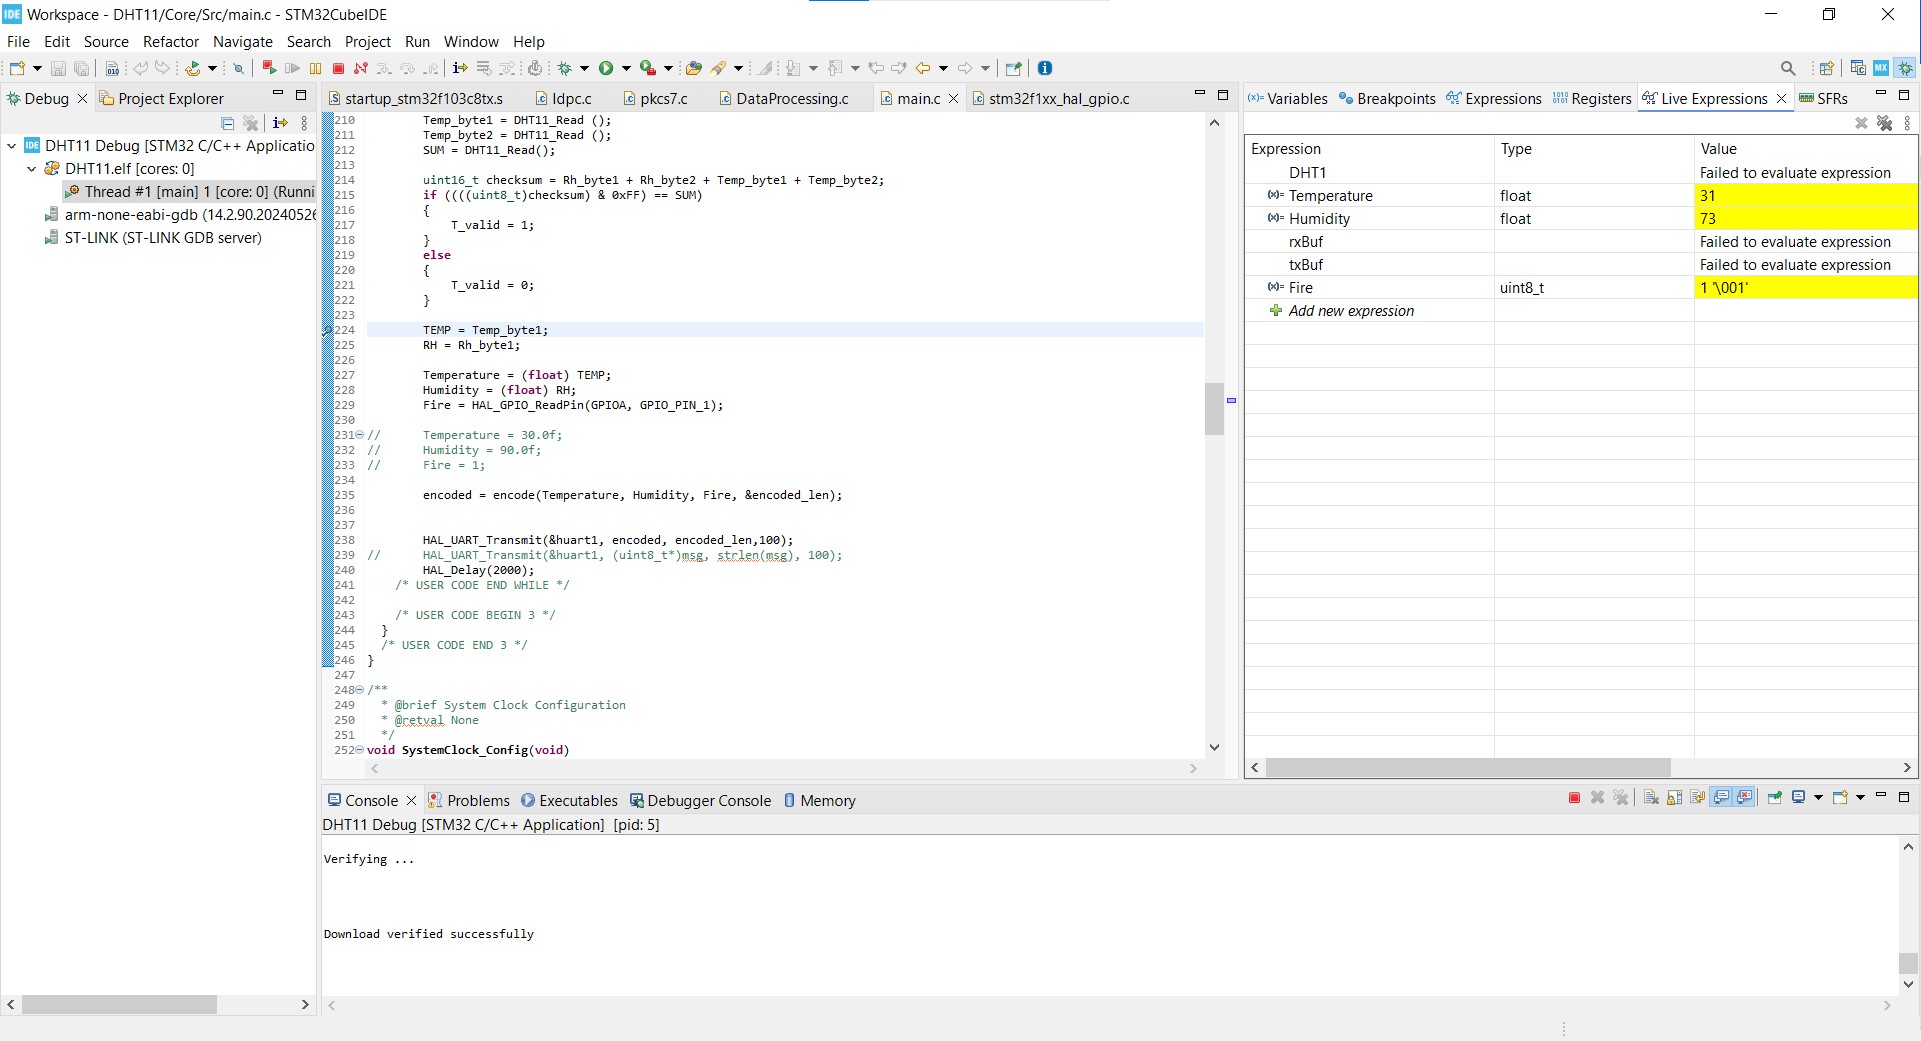 IDE Workspace - DHT11/Core/Src/main.c - STM32CubeIDE
File Edit Source Refactor Navigate Search Project Run Window Help
Debug
Project Explorer
IDE DHT11 Debug [STM32 C/C++ Applicatio
DHT11.elf [cores: 0]
Thread #1 [main] 1 [core: 0] (Runni
arm-none-eabi-gdb (14.2.90.20240526
ST-LINK (ST-LINK GDB server)
startup_stm32f103c8tx.s ldpc.c pkcs7.c DataProcessing.c main.c stm32f1xx_hal_gpio.c
210 Temp_byte1 = DHT11_Read ();
211 Temp_byte2 = DHT11_Read ();
212 SUM = DHT11_Read();
213
214 uint16_t checksum = Rh_byte1 + Rh_byte2 + Temp_byte1 + Temp_byte2;
215 if ((((uint8_t)checksum) & 0xFF) == SUM)
216 {
217 T_valid = 1;
218 }
219 else
220 {
221 T_valid = 0;
222 }
223
224 TEMP = Temp_byte1;
225 RH = Rh_byte1;
226
227 Temperature = (float) TEMP;
228 Humidity = (float) RH;
229 Fire = HAL_GPIO_ReadPin(GPIOA, GPIO_PIN_1);
230
231 // Temperature = 30.0f;
232 // Humidity = 90.0f;
233 // Fire = 1;
234
235 encoded = encode(Temperature, Humidity, Fire, &encoded_len);
236
237
238 HAL_UART_Transmit(&huart1, encoded, encoded_len,100);
239 // HAL_UART_Transmit(&huart1, (uint8_t*)msg, strlen(msg), 100);
240 HAL_Delay(2000);
241 /* USER CODE END WHILE */
242
243 /* USER CODE BEGIN 3 */
244 }
245 /* USER CODE END 3 */
246 }
247
248 /**
249 * @brief System Clock Configuration
250 * @retval None
251 */
252 void SystemClock_Config(void)
Variables Breakpoints Expressions Registers Live Expressions SFRs
Expression Type Value
DHT1 Failed to evaluate expression
Temperature float 31
Humidity float 73
rxBuf Failed to evaluate expression
txBuf Failed to evaluate expression
Fire uint8_t 1 '\001'
Add new expression
Console Problems Executables Debugger Console Memory
DHT11 Debug [STM32 C/C++ Application] [pid: 5]
Verifying ...
Download verified successfully